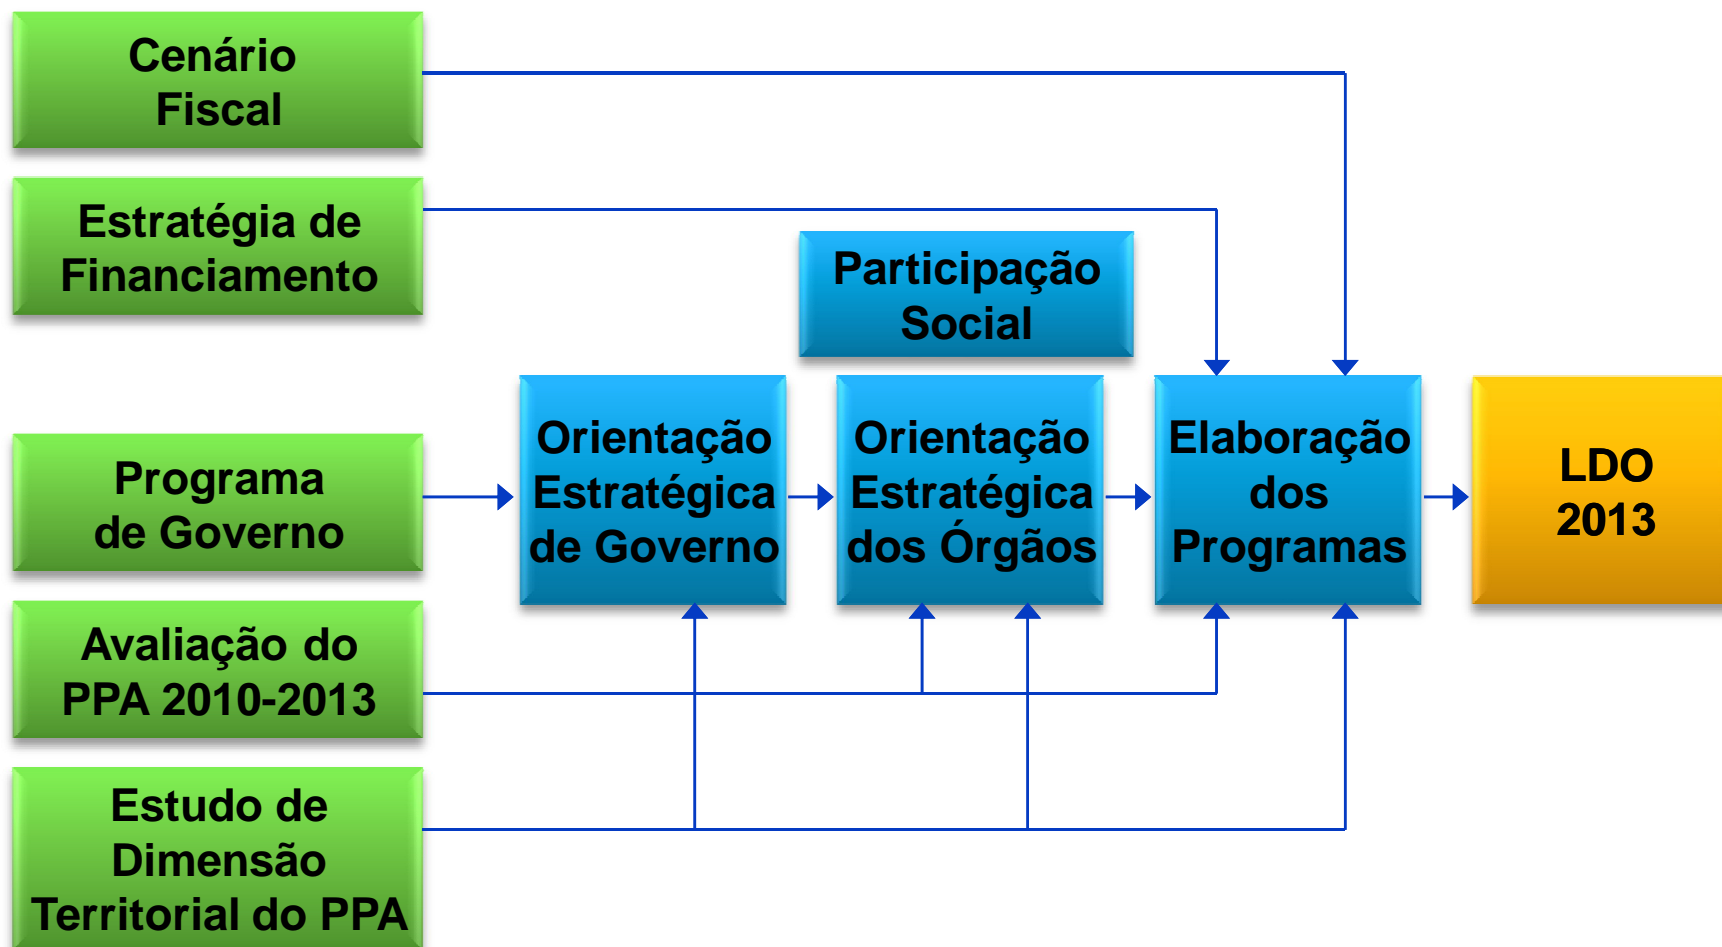 Cenário
Fiscal
Estratégia de
Financiamento
Participação
Social
Programa
de Governo
Orientação
Estratégica
de Governo
Orientação
Estratégica
dos Órgãos
Elaboração
dos
Programas
LDO
2013
Avaliação do
PPA 2010-2013
Estudo de
Dimensão
Territorial do PPA